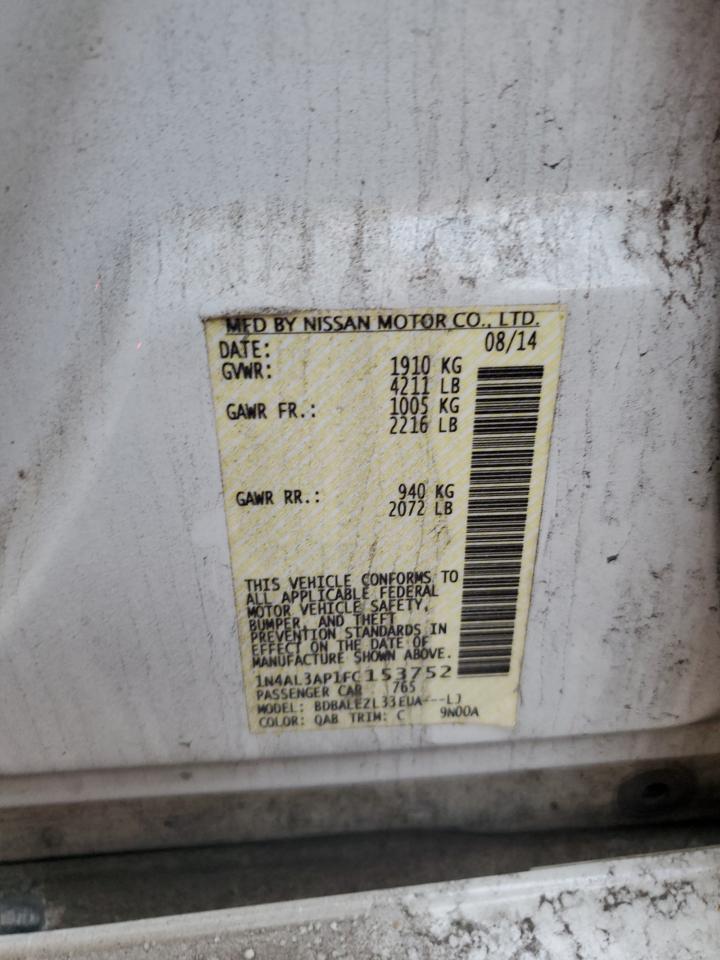 MFD BY NISSAN MOTOR CO., LTD.
DATE: 08/14
GVWR: 1910 KG
4211 LB
GAWR FR.: 1005 KG
2216 LB
GAWR RR.: 940 KG
2072 LB
THIS VEHICLE CONFORMS TO
ALL APPLICABLE FEDERAL
MOTOR VEHICLE SAFETY,
BUMPER, AND THEFT
PREVENTION STANDARDS IN
EFFECT ON THE DATE OF
MANUFACTURE SHOWN ABOVE.
1N4AL3AP1FC153752
PASSENGER CAR 765
MODEL: BDBALEZL33EUA---LJ
COLOR: QAB TRIM: C 9N00A